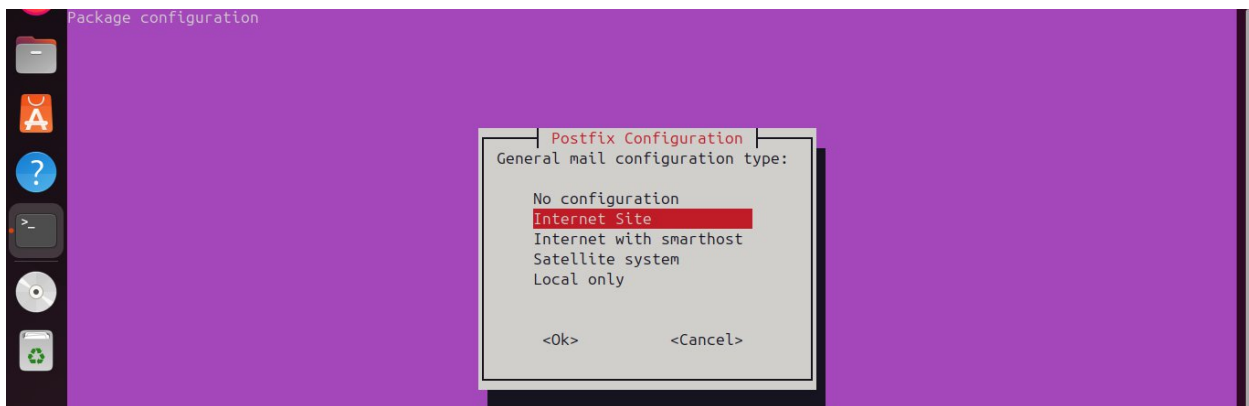 Package configuration
Postfix Configuration
General mail configuration type:
No configuration
Internet Site
Internet with smarthost
Satellite system
Local only
<Ok> <Cancel>